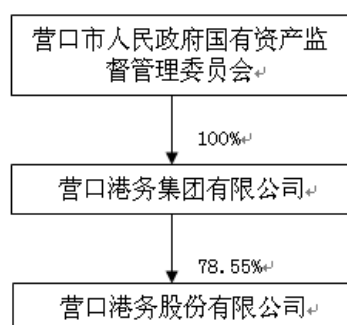 营口市人民政府国有资产监
督管理委员会
100%
营口港务集团有限公司
78.55%
营口港务股份有限公司